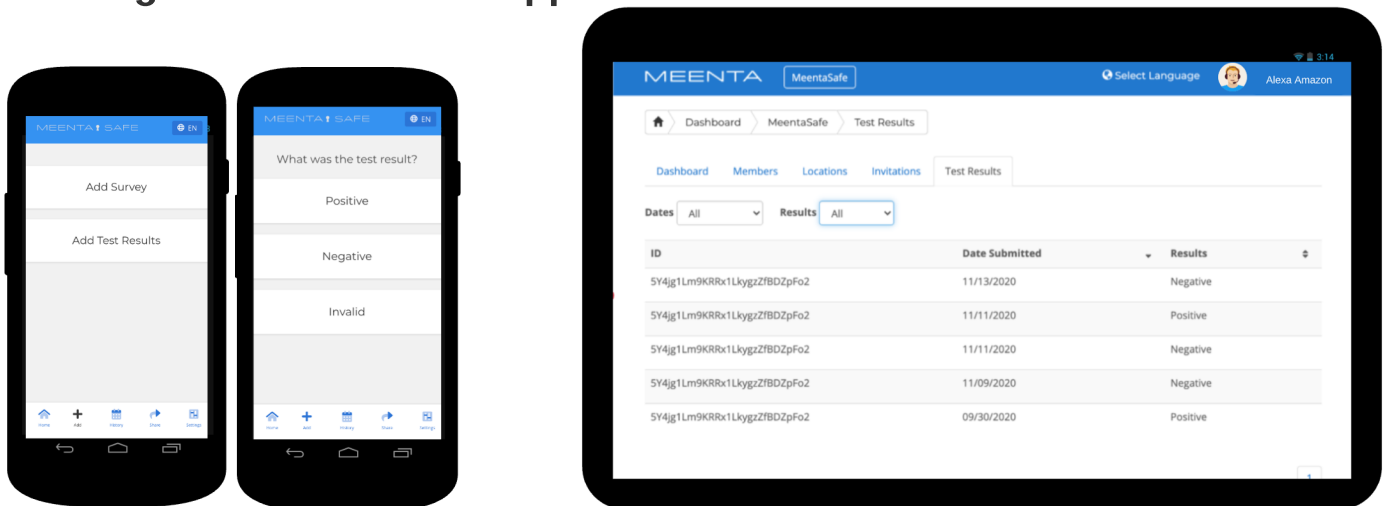 MEENTA SAFE
EN
Add Survey
Add Test Results
Home
Add
History
Share
Settings
MEENTA SAFE
EN
What was the test result?
Positive
Negative
Invalid
Home
Add
History
Share
Settings
3:14
MEENTA MeentaSafe Select Language Alexa Amazon
Dashboard MeentaSafe Test Results
Dashboard Members Locations Invitations Test Results
Dates All Results All
ID Date Submitted Results
5Y4jg1Lm9KRRx1LkygzZfBDZpFo2 11/13/2020 Negative
5Y4jg1Lm9KRRx1LkygzZfBDZpFo2 11/11/2020 Positive
5Y4jg1Lm9KRRx1LkygzZfBDZpFo2 11/11/2020 Negative
5Y4jg1Lm9KRRx1LkygzZfBDZpFo2 11/09/2020 Negative
5Y4jg1Lm9KRRx1LkygzZfBDZpFo2 09/30/2020 Positive
1